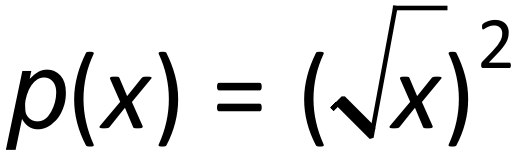 p(x) = (√x)²